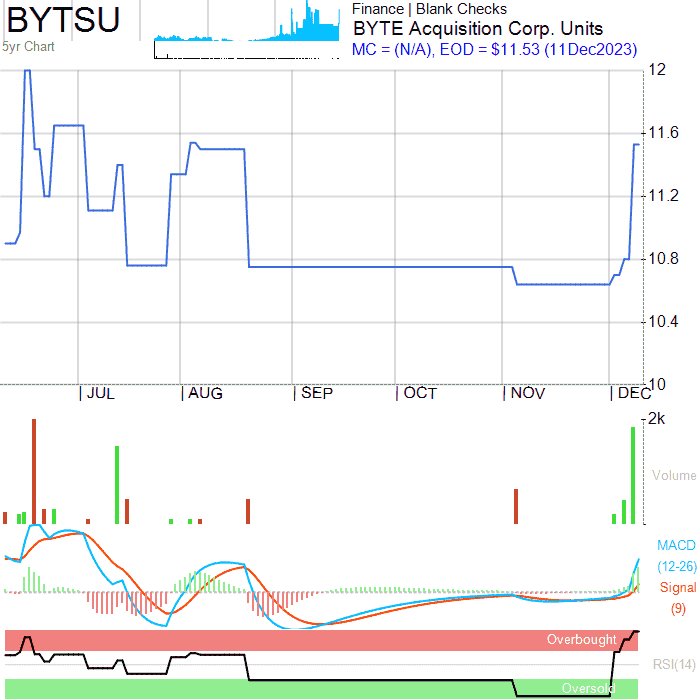 BYTSU
5yr Chart
Finance | Blank Checks
BYTE Acquisition Corp. Units
MC = (N/A), EOD = $11.53 (11Dec2023)
12
11.6
11.2
10.8
10.4
10
JUL
AUG
SEP
OCT
NOV
DEC
2k
Volume
MACD
(12-26)
Signal
(9)
Overbought
RSI(14)
Oversold